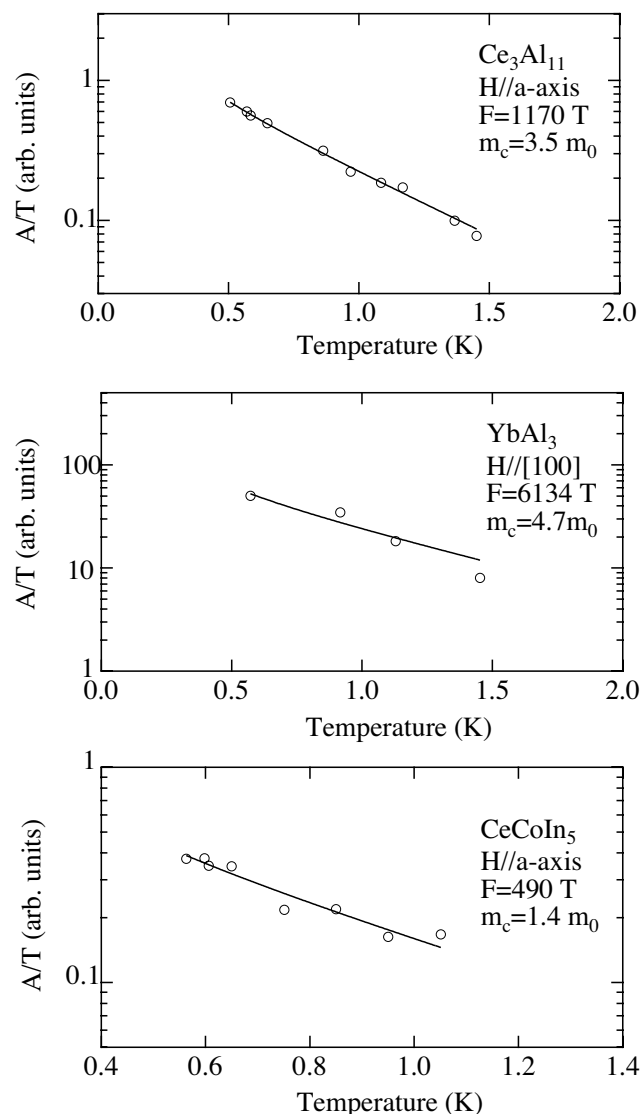 A/T (arb. units)
1
0.1
Ce₃Al₁₁
H//a-axis
F=1170 T
m_c=3.5 m₀
0.0 0.5 1.0 1.5 2.0
Temperature (K)
A/T (arb. units)
100
10
1
YbAl₃
H//[100]
F=6134 T
m_c=4.7m₀
0.0 0.5 1.0 1.5 2.0
Temperature (K)
A/T (arb. units)
1
0.1
CeCoIn₅
H//a-axis
F=490 T
m_c=1.4 m₀
0.4 0.6 0.8 1.0 1.2 1.4
Temperature (K)